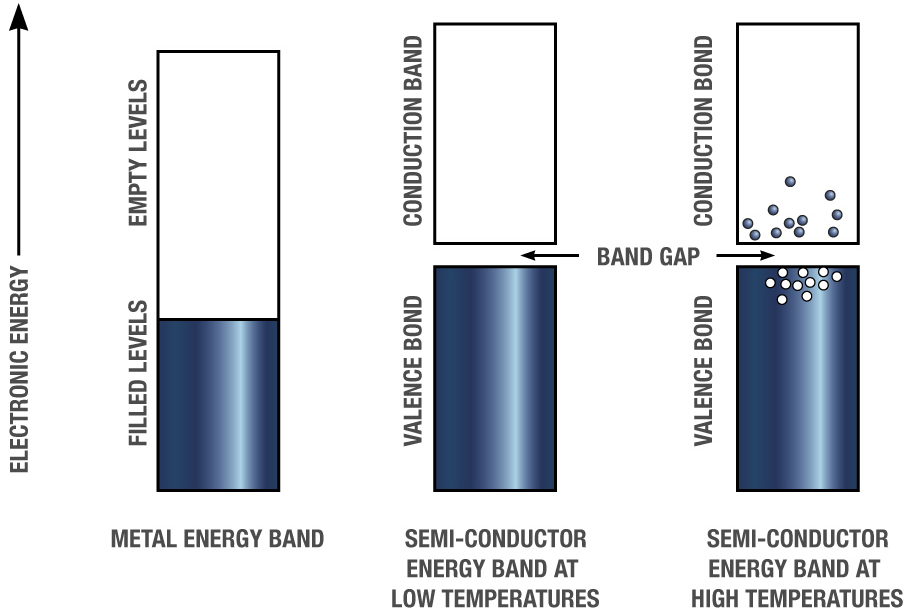 ELECTRONIC ENERGY
EMPTY LEVELS
FILLED LEVELS
METAL ENERGY BAND
CONDUCTION BAND
VALENCE BOND
SEMI-CONDUCTOR
ENERGY BAND AT
LOW TEMPERATURES
BAND GAP
CONDUCTION BOND
VALENCE BOND
SEMI-CONDUCTOR
ENERGY BAND AT
HIGH TEMPERATURES